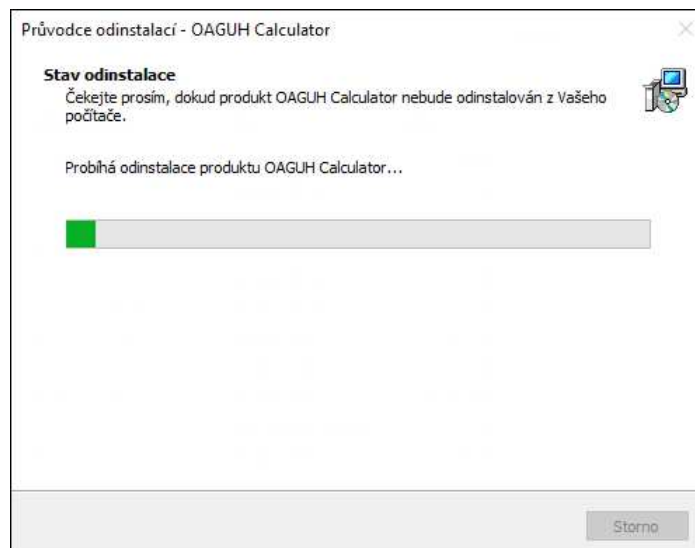 Průvodce odinstalací - OAGUH Calculator
Stav odinstalace
Čekejte prosím, dokud produkt OAGUH Calculator nebude odinstalován z Vašeho
počítače.
Probíhá odinstalace produktu OAGUH Calculator...
Storno